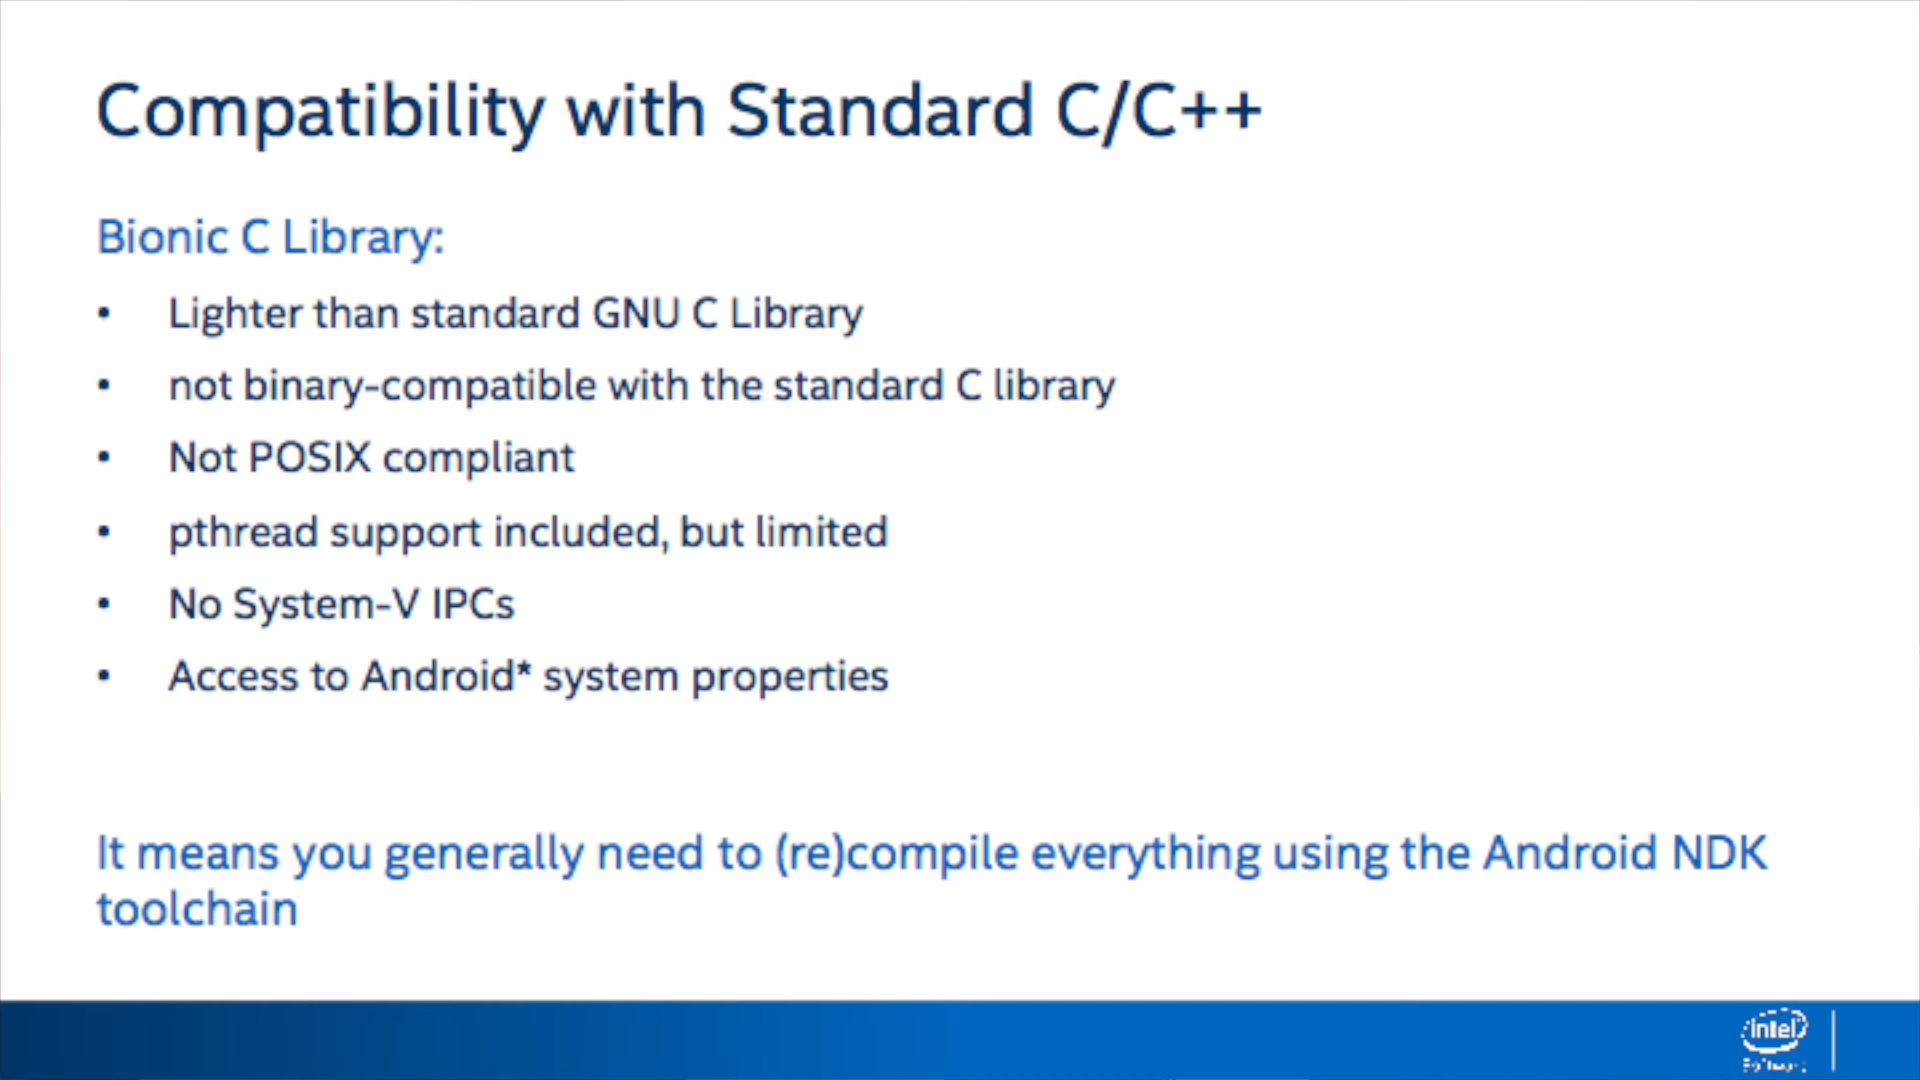 Compatibility with Standard C/C++
Bionic C Library:
• Lighter than standard GNU C Library
• not binary-compatible with the standard C library
• Not POSIX compliant
• pthread support included, but limited
• No System-V IPCs
• Access to Android* system properties
It means you generally need to (re)compile everything using the Android NDK
toolchain
intel
Software